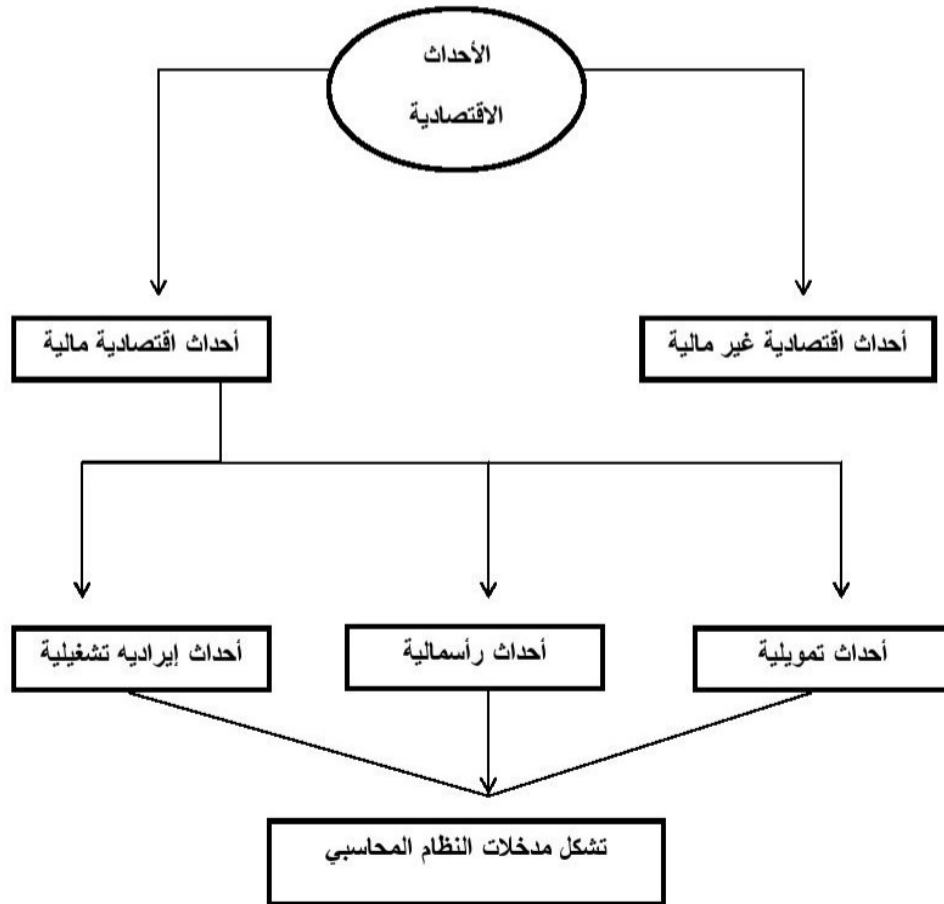 الأحداث
الاقتصادية
أحداث اقتصادية غير مالية
أحداث اقتصادية مالية
أحداث تمويلية
أحداث رأسمالية
أحداث إيراديه تشغيلية
تشكل مدخلات النظام المحاسبي